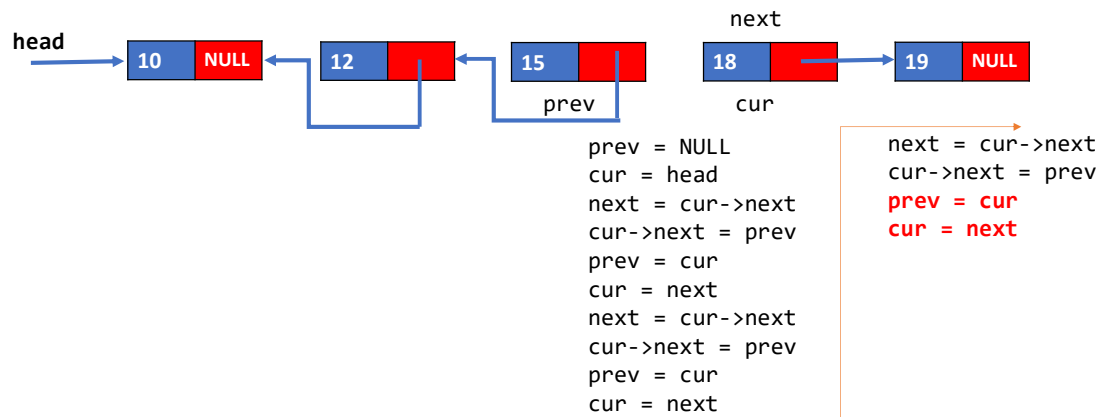 next
head
10 NULL 12 15 18 19 NULL
prev cur
prev = NULL
cur = head
next = cur->next
cur->next = prev
prev = cur
cur = next
next = cur->next
cur->next = prev
prev = cur
cur = next
next = cur->next
cur->next = prev
prev = cur
cur = next